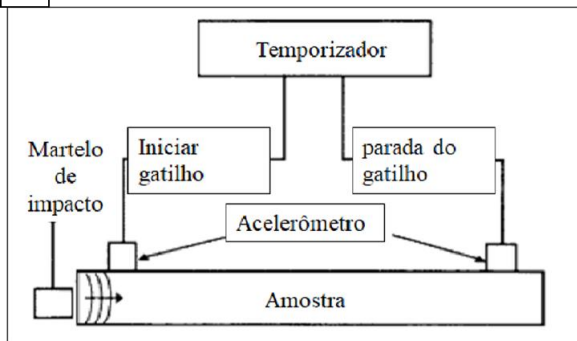 Temporizador
Iniciar
gatilho
parada do
gatilho
Martelo
de
impacto
Acelerômetro
Amostra